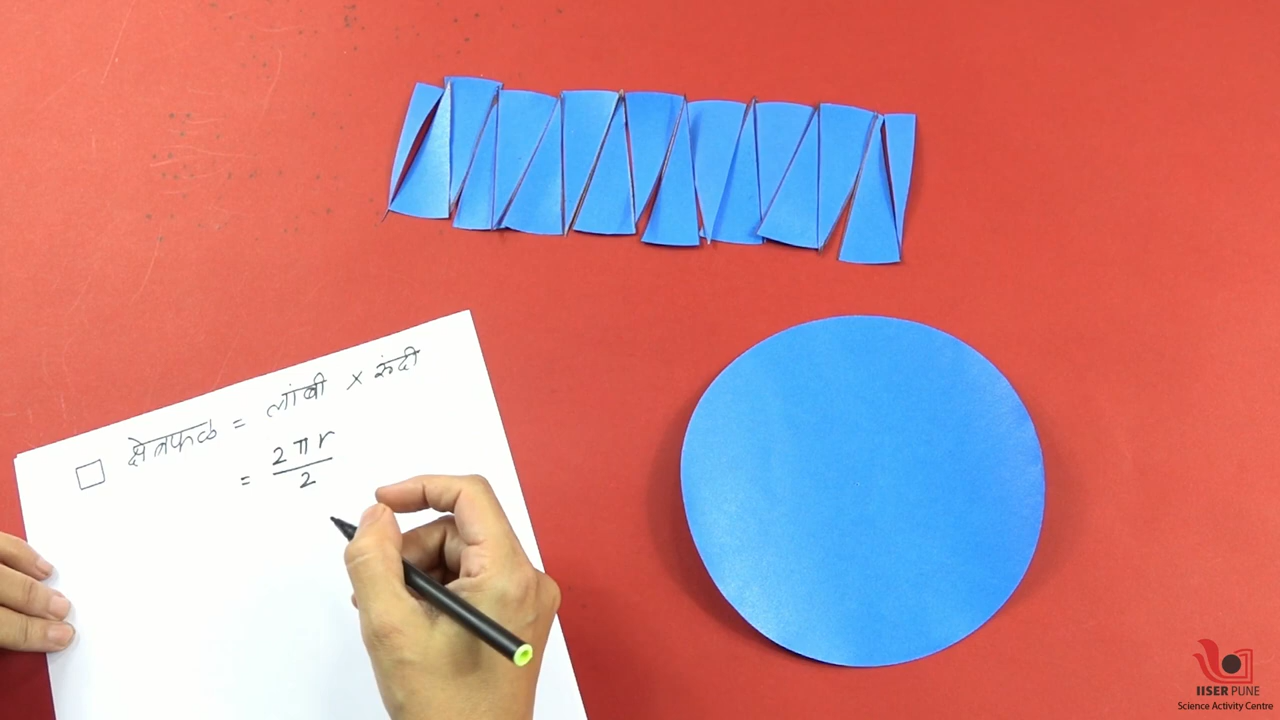 क्षेत्रफळ = लांबी × रुंदी
= 2πr/2
IISER PUNE
Science Activity Centre